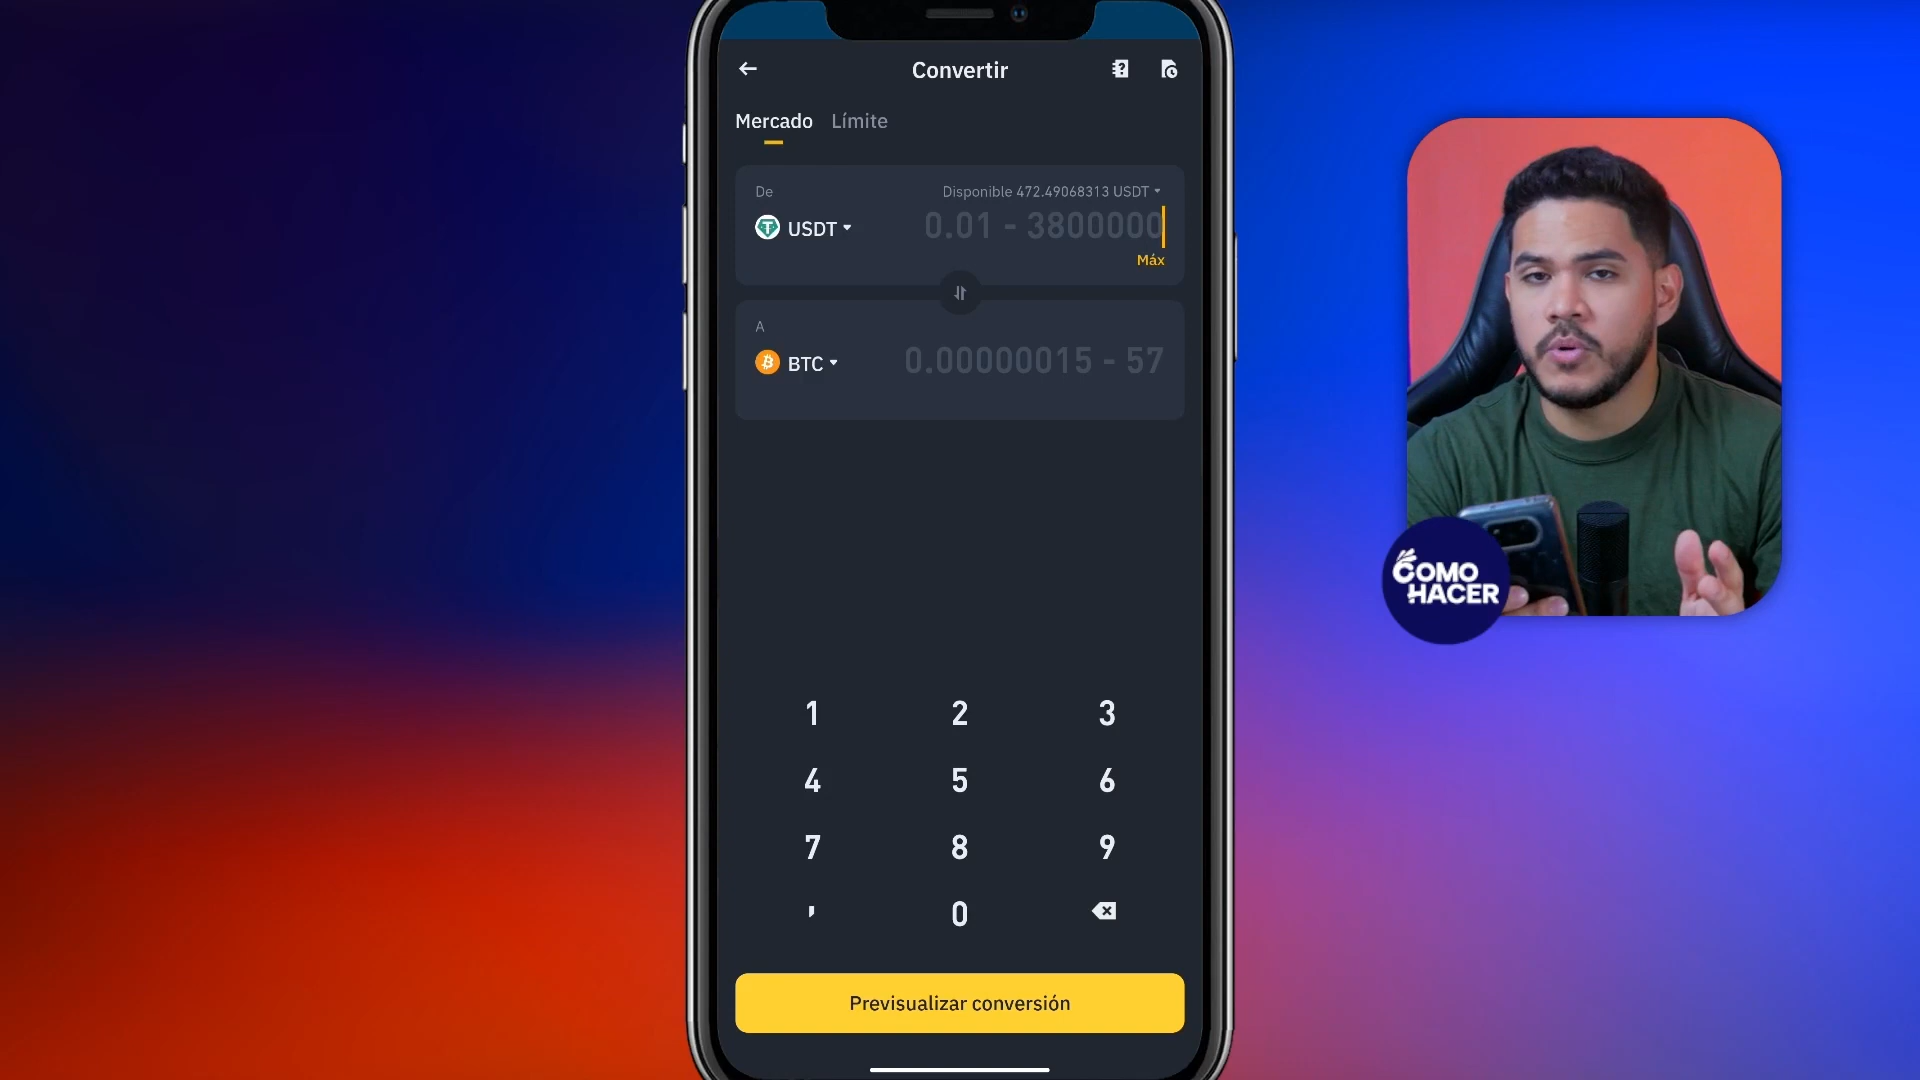 Convertir
Mercado Límite
De
Disponible 472.49068313 USDT
USDT
0.01 - 3800000
Máx
A
BTC
0.00000015 - 57
1 2 3
4 5 6
7 8 9
, 0
Previsualizar conversión
COMO
HACER